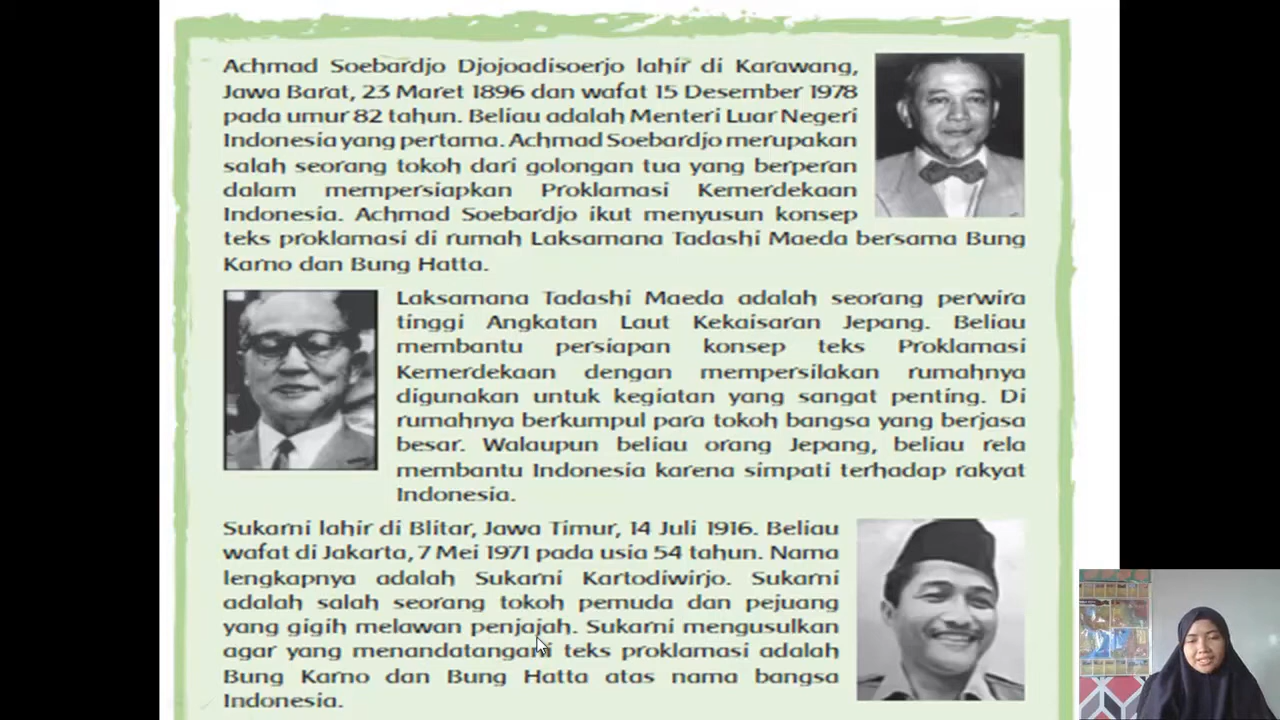 Achmad Soebardjo Djojoadisoerjo lahir di Karawang,
Jawa Barat, 23 Maret 1896 dan wafat 15 Desember 1978
pada umur 82 tahun. Beliau adalah Menteri Luar Negeri
Indonesia yang pertama. Achmad Soebardjo merupakan
salah seorang tokoh dari golongan tua yang berperan
dalam mempersiapkan Proklamasi Kemerdekaan
Indonesia. Achmad Soebardjo ikut menyusun konsep
teks proklamasi di rumah Laksamana Tadashi Maeda bersama Bung
Karno dan Bung Hatta.
Laksamana Tadashi Maeda adalah seorang perwira
tinggi Angkatan Laut Kekaisaran Jepang. Beliau
membantu persiapan konsep teks Proklamasi
Kemerdekaan dengan mempersilakan rumahnya
digunakan untuk kegiatan yang sangat penting. Di
rumahnya berkumpul para tokoh bangsa yang berjasa
besar. Walaupun beliau orang Jepang, beliau rela
membantu Indonesia karena simpati terhadap rakyat
Indonesia.
Sukarni lahir di Blitar, Jawa Timur, 14 Juli 1916. Beliau
wafat di Jakarta, 7 Mei 1971 pada usia 54 tahun. Nama
lengkapnya adalah Sukarni Kartodiwirjo. Sukarni
adalah salah seorang tokoh pemuda dan pejuang
yang gigih melawan penjajah. Sukarni mengusulkan
agar yang menandatangani teks proklamasi adalah
Bung Karno dan Bung Hatta atas nama bangsa
Indonesia.